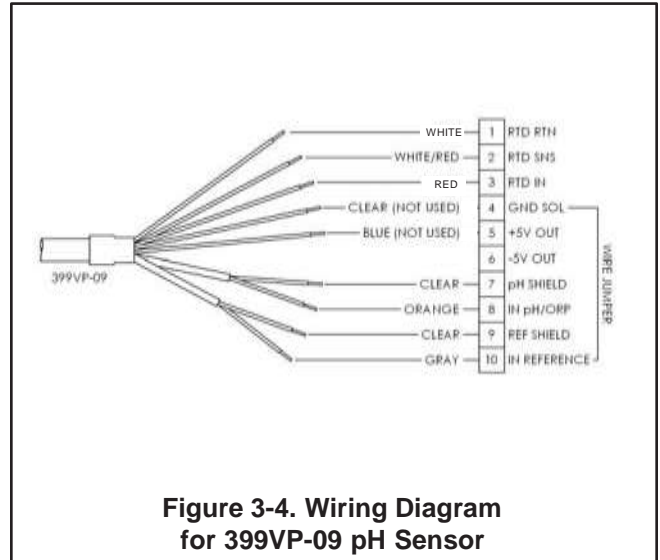 WHITE 1 RTD RTN
WHITE/RED 2 RTD SNS
RED 3 RTD IN
CLEAR (NOT USED) 4 GND SOL
BLUE (NOT USED) 5 +5V OUT
6 -5V OUT
CLEAR 7 pH SHIELD
ORANGE 8 IN pH/ORP
CLEAR 9 REF SHIELD
GRAY 10 IN REFERENCE
WIRE JUMPER
399VP-09
Figure 3-4. Wiring Diagram
for 399VP-09 pH Sensor